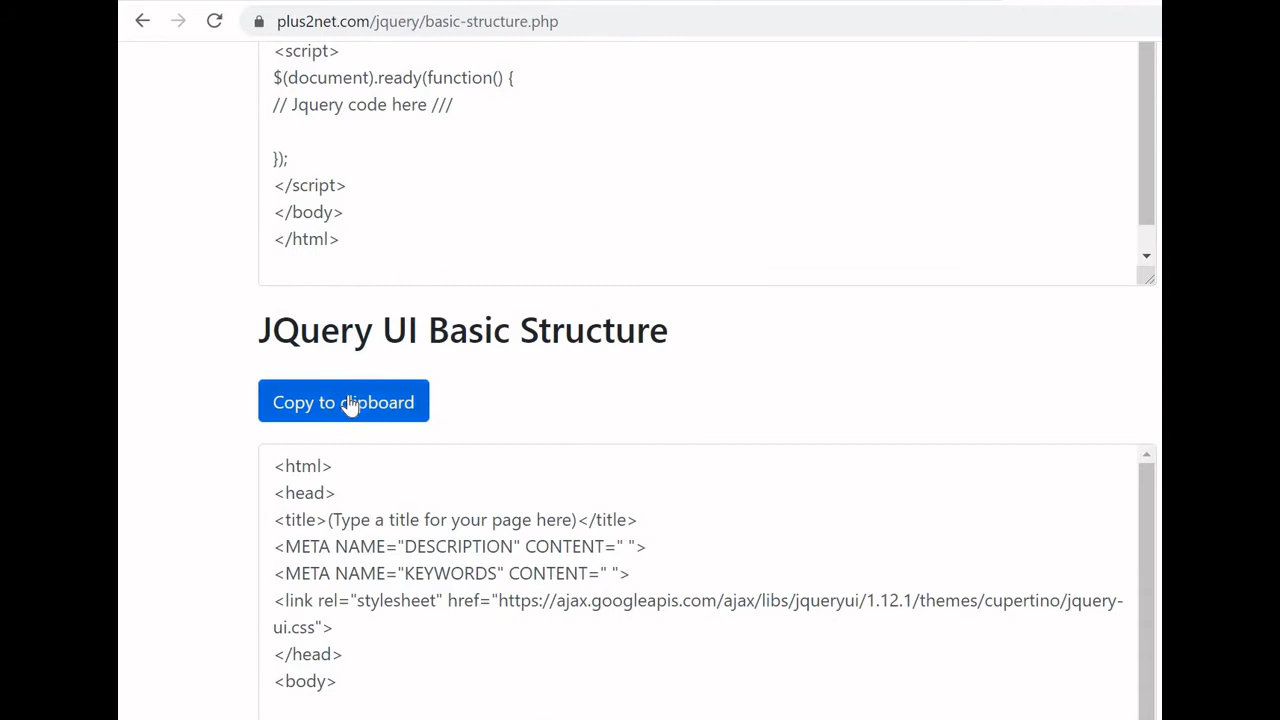 plus2net.com/jquery/basic-structure.php
<script>
$(document).ready(function() {
// Jquery code here ///
});
</script>
</body>
</html>
JQuery UI Basic Structure
Copy to clipboard
<html>
<head>
<title>(Type a title for your page here)</title>
<META NAME="DESCRIPTION" CONTENT=" ">
<META NAME="KEYWORDS" CONTENT=" ">
<link rel="stylesheet" href="https://ajax.googleapis.com/ajax/libs/jqueryui/1.12.1/themes/cupertino/jquery-
ui.css">
</head>
<body>